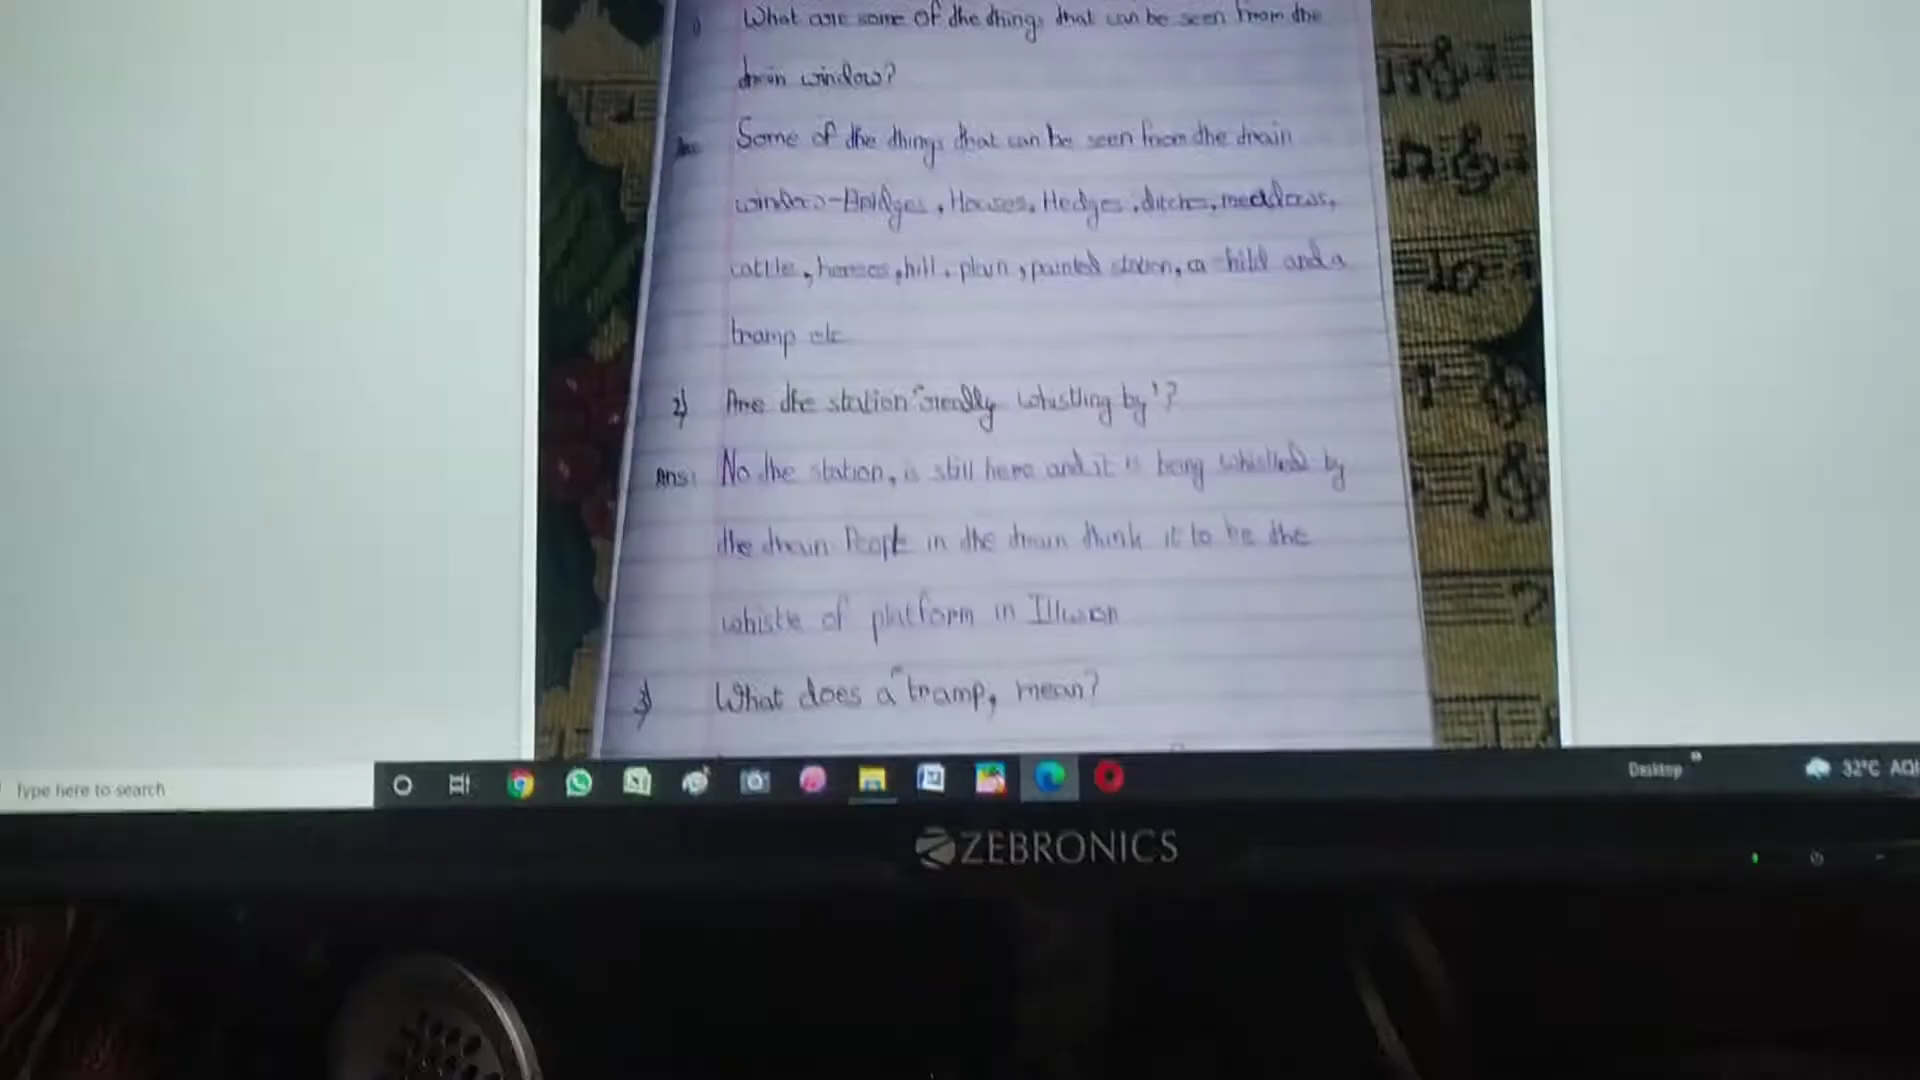 1) What are some of the things that can be seen from the
train window?
Ans: Some of the things that can be seen from the train
window-Bridges, Houses, Hedges, ditches, meadows,
cattle, horses, hill, plain, painted station, a child and a
tramp etc
2) Are the station "really whistling by'?
Ans: No the station, is still here and it is being whistled by
the train People in the train think it to be the
whistle of platform in Illusion
3) What does a "tramp, mean?
Type here to search
Desktop
32°C AQI
ZEBRONICS